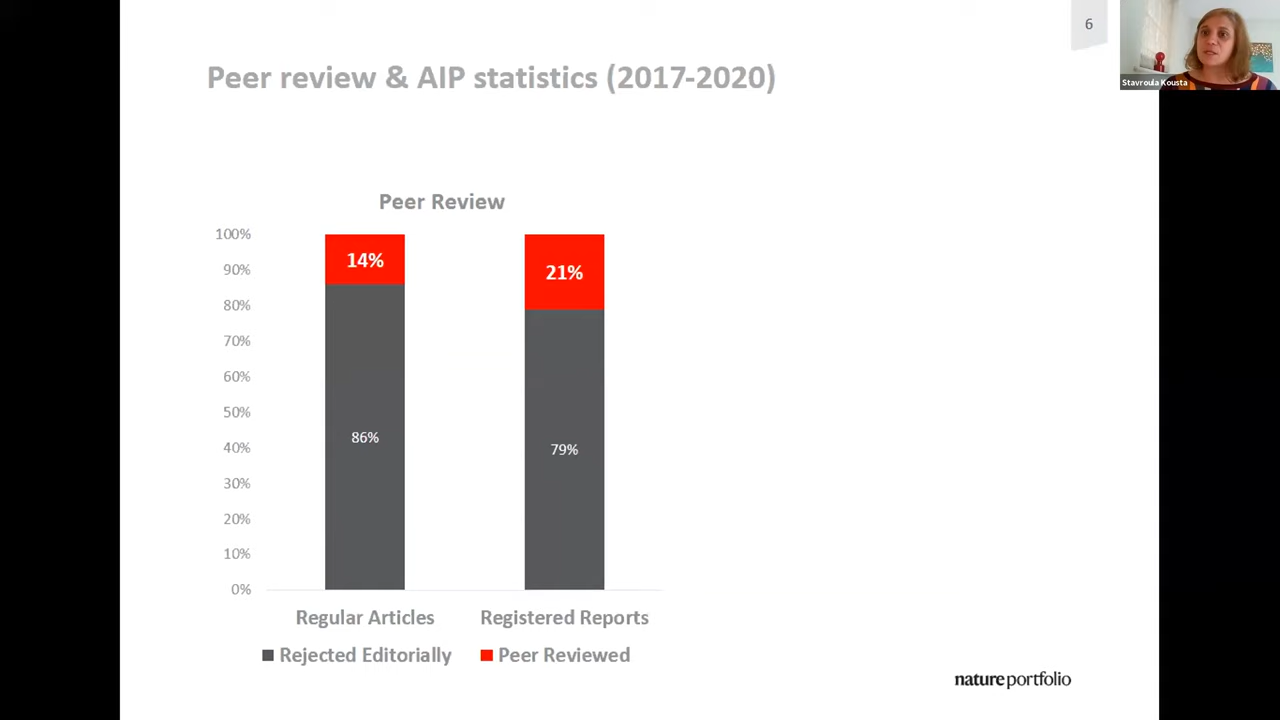 6
Stavroula Kousta
Peer review & AIP statistics (2017-2020)
Peer Review
100%
90%
80%
70%
60%
50%
40%
30%
20%
10%
0%
14%
86%
21%
79%
Regular Articles
Registered Reports
Rejected Editorially
Peer Reviewed
nature portfolio